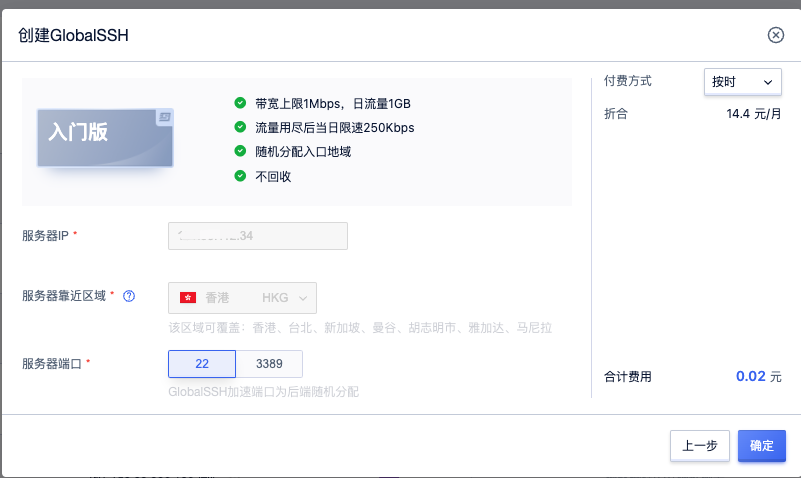 创建GlobalSSH
入门版
带宽上限1Mbps，日流量1GB
流量用尽后当日限速250Kbps
随机分配入口地域
不回收
付费方式
按时
折合
14.4 元/月
服务器IP *
.34
服务器靠近区域 * ?
香港 HKG
该区域可覆盖：香港、台北、新加坡、曼谷、胡志明市、雅加达、马尼拉
服务器端口 *
22
3389
GlobalSSH加速端口为后端随机分配
合计费用
0.02 元
上一步
确定